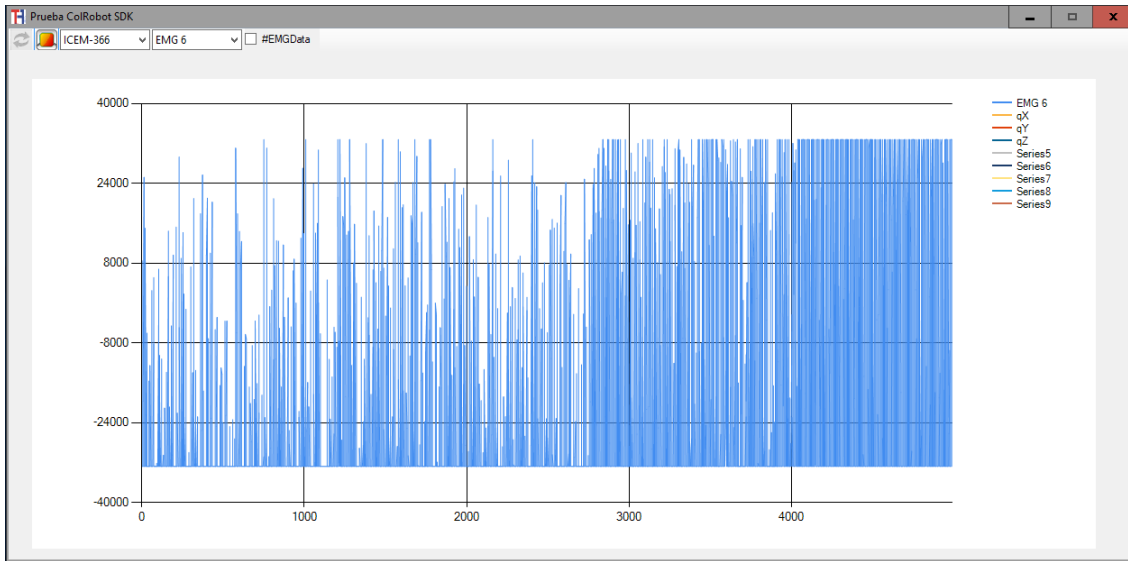 Prueba ColRobot SDK
ICEM-366 EMG 6 #EMGData
40000
24000
8000
-8000
-24000
-40000
0 1000 2000 3000 4000
EMG 6
qX
qY
qZ
Series5
Series6
Series7
Series8
Series9